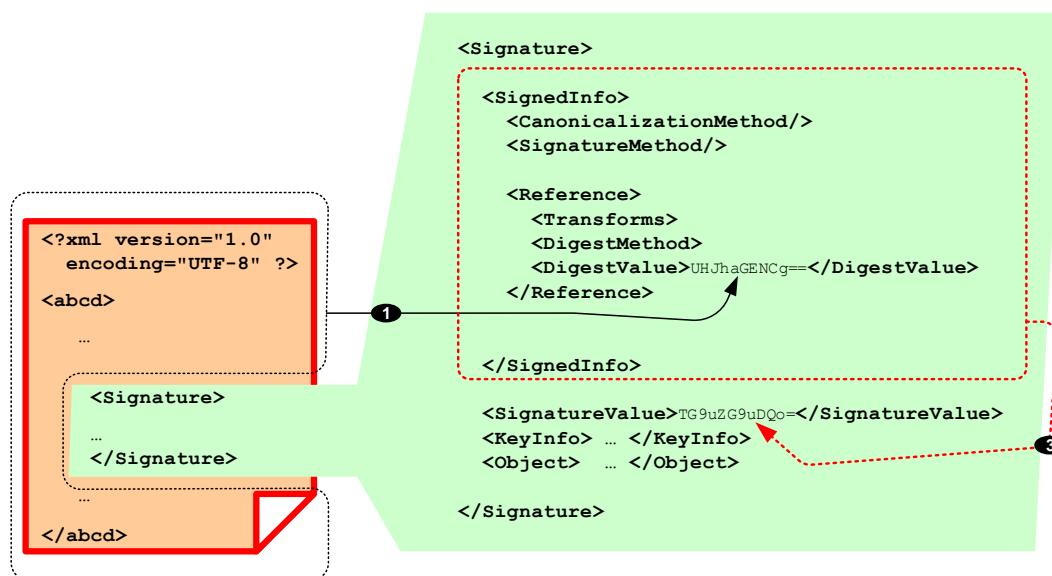 <Signature>
<SignedInfo>
<CanonicalizationMethod/>
<SignatureMethod/>
<Reference>
<Transforms>
<DigestMethod>
<DigestValue>UHJhaGENCg==</DigestValue>
</Reference>
</SignedInfo>
<SignatureValue>TG9uZG9uDQo=</SignatureValue>
<KeyInfo> … </KeyInfo>
<Object> … </Object>
</Signature>
<?xml version="1.0"
encoding="UTF-8" ?>
<abcd>
…
<Signature>
…
</Signature>
…
</abcd>
1
3